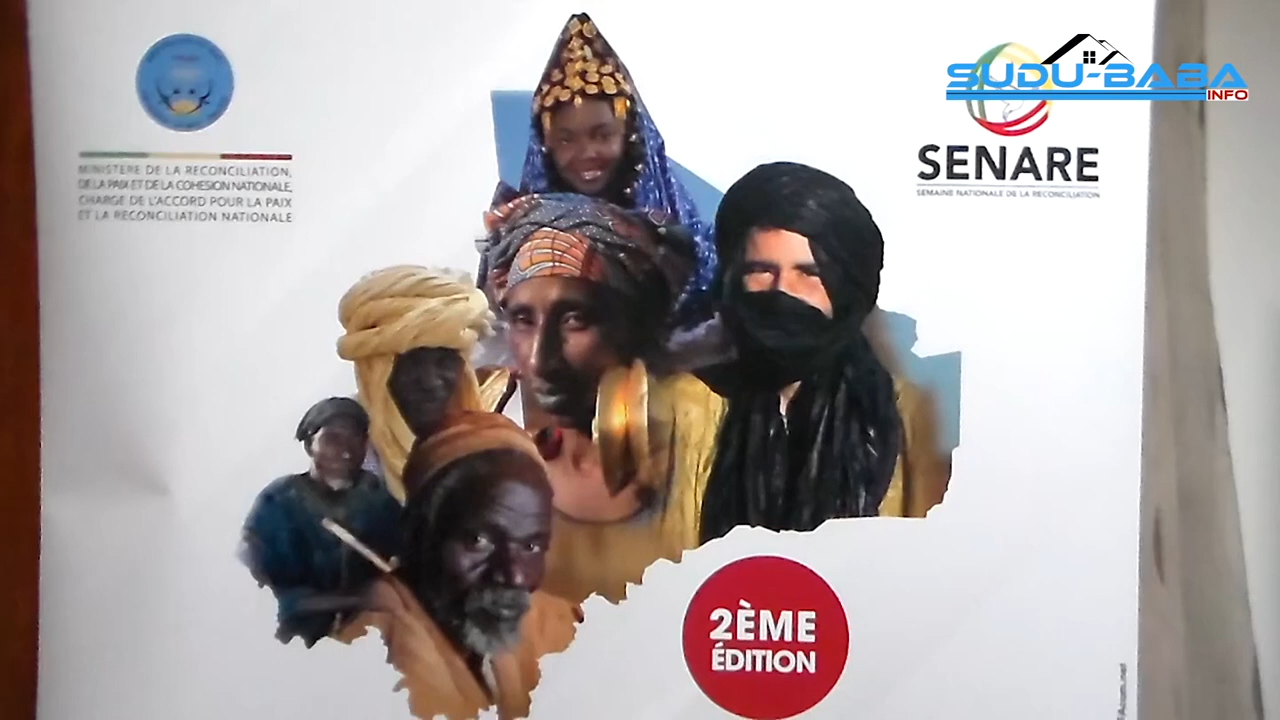 MINISTERE DE LA RECONCILIATION,
DE LA PAIX ET DE LA COHESION NATIONALE,
CHARGE DE L'ACCORD POUR LA PAIX
ET LA RECONCILIATION NATIONALE
SUDU-BABA
INFO
SENARE
SEMAINE NATIONALE DE LA RECONCILIATION
2ÈME
ÉDITION